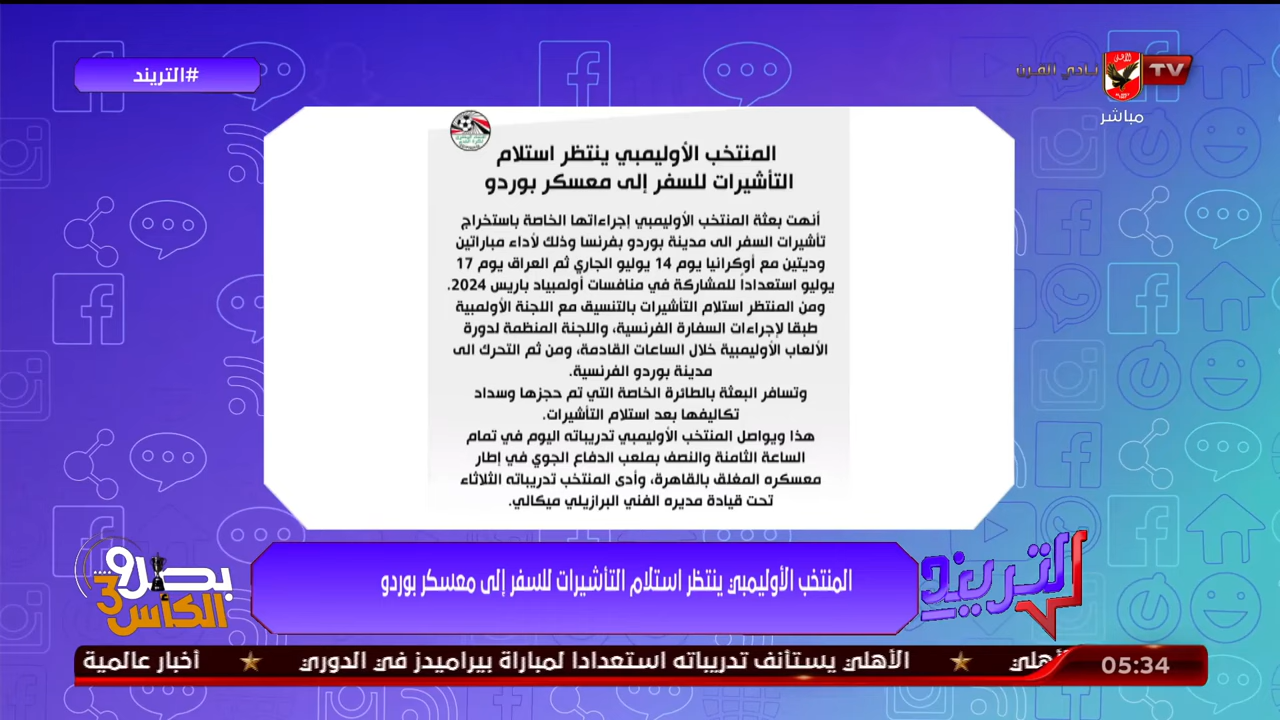 #التريند
نادي القرن
TV
مباشر
المنتخب الأوليمبي ينتظر استلام
التأشيرات للسفر إلى معسكر بوردو
أنهت بعثة المنتخب الأوليمبي إجراءاتها الخاصة باستخراج
تأشيرات السفر الى مدينة بوردو بفرنسا وذلك لأداء مباراتين
وديتين مع أوكرانيا يوم 14 يوليو الجاري ثم العراق يوم 17
يوليو استعداداً للمشاركة في منافسات أولمبياد باريس 2024.
ومن المنتظر استلام التأشيرات بالتنسيق مع اللجنة الأولمبية
طبقا لإجراءات السفارة الفرنسية، واللجنة المنظمة لدورة
الألعاب الأوليمبية خلال الساعات القادمة، ومن ثم التحرك الى
مدينة بوردو الفرنسية.
وتسافر البعثة بالطائرة الخاصة التي تم حجزها وسداد
تكاليفها بعد استلام التأشيرات.
هذا ويواصل المنتخب الأوليمبي تدريباته اليوم في تمام
الساعة الثامنة والنصف بملعب الدفاع الجوي في إطار
معسكره المغلق بالقاهرة، وأدى المنتخب تدريباته الثلاثاء
تحت قيادة مديره الفني البرازيلي ميكالي.
التريند
المنتخب الأوليمبي ينتظر استلام التأشيرات للسفر إلى معسكر بوردو
بطل و3
الكأس
05:34
الأهلي يستأنف تدريباته استعدادا لمباراة بيراميدز في الدوري ★ أخبار عالمية